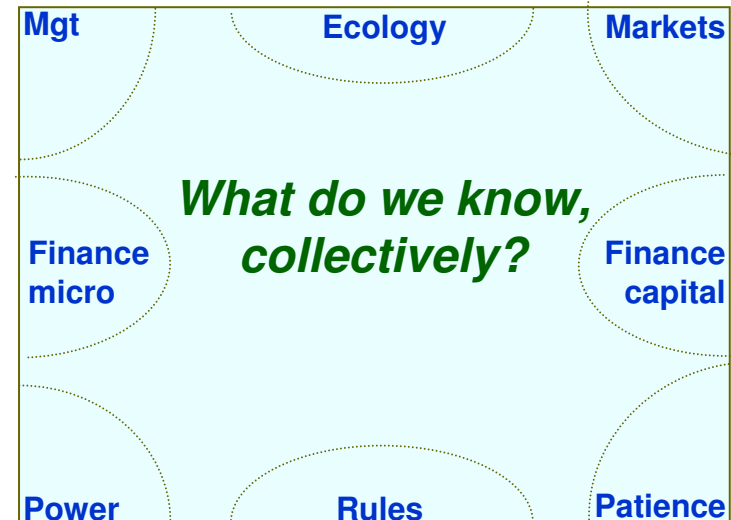 Mgt
Ecology
Markets
What do we know,
collectively?
Finance
micro
Finance
capital
Power
Rules
Patience